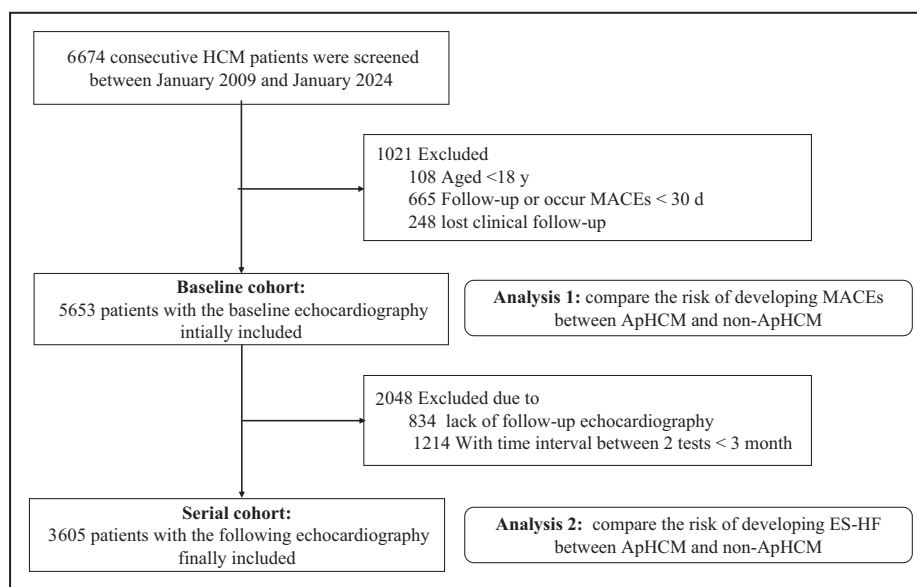 6674 consecutive HCM patients were screened
between January 2009 and January 2024
1021 Excluded
108 Aged <18 y
665 Follow-up or occur MACEs < 30 d
248 lost clinical follow-up
Baseline cohort:
5653 patients with the baseline echocardiography
intially included
Analysis 1: compare the risk of developing MACEs
between ApHCM and non-ApHCM
2048 Excluded due to
834 lack of follow-up echocardiography
1214 With time interval between 2 tests < 3 month
Serial cohort:
3605 patients with the following echocardiography
finally included
Analysis 2: compare the risk of developing ES-HF
between ApHCM and non-ApHCM